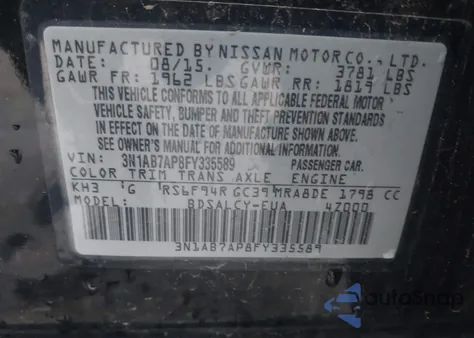 MANUFACTURED BY NISSAN MOTOR CO., LTD.
DATE: 08/15 GVWR: 3781 LBS
GAWR FR: 1962 LBS GAWR RR: 1819 LBS
THIS VEHICLE CONFORMS TO ALL APPLICABLE FEDERAL MOTOR
VEHICLE SAFETY, BUMPER AND THEFT PREVENTION STANDARDS
IN EFFECT ON THE DATE OF MANUFACTURE SHOWN ABOVE.
SEE OWNER'S MANUAL FOR ADDITIONAL INFORMATION.
VIN: 3N1AB7AP8FY335589 PASSENGER CAR
COLOR TRIM TRANS AXLE ENGINE
KH3 G RS6F94R GC39 MRA8DE 1798 CC
MODEL: BDSALCY-EUA 4Z000
3N1AB7AP8FY335589
autoSnap